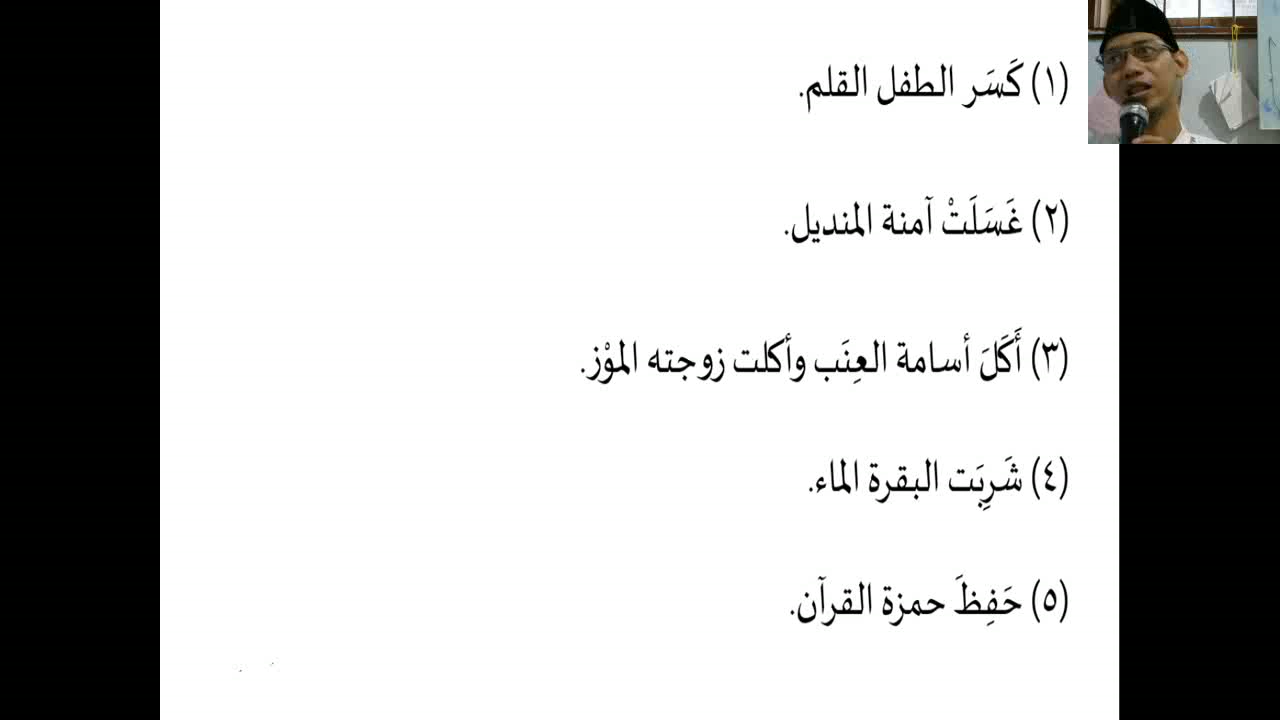 (١) كَسَر الطفل القلم.
(٢) غَسَلَتْ آمنة المنديل.
(٣) أَكَلَ أسامة العِنَب وأكلت زوجته الموْز.
(٤) شَرِبَت البقرة الماء.
(٥) حَفِظَ حمزة القرآن.